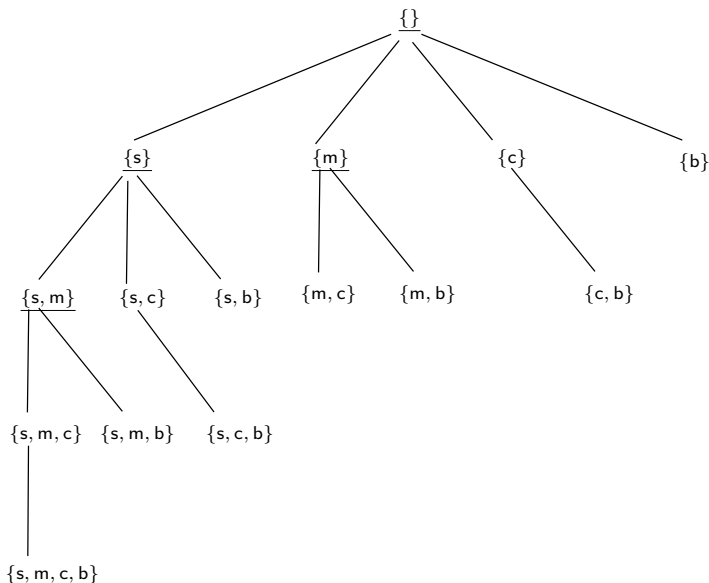 {}
{s} {m} {c} {b}
{s, m} {s, c} {s, b} {m, c} {m, b} {c, b}
{s, m, c} {s, m, b} {s, c, b}
{s, m, c, b}